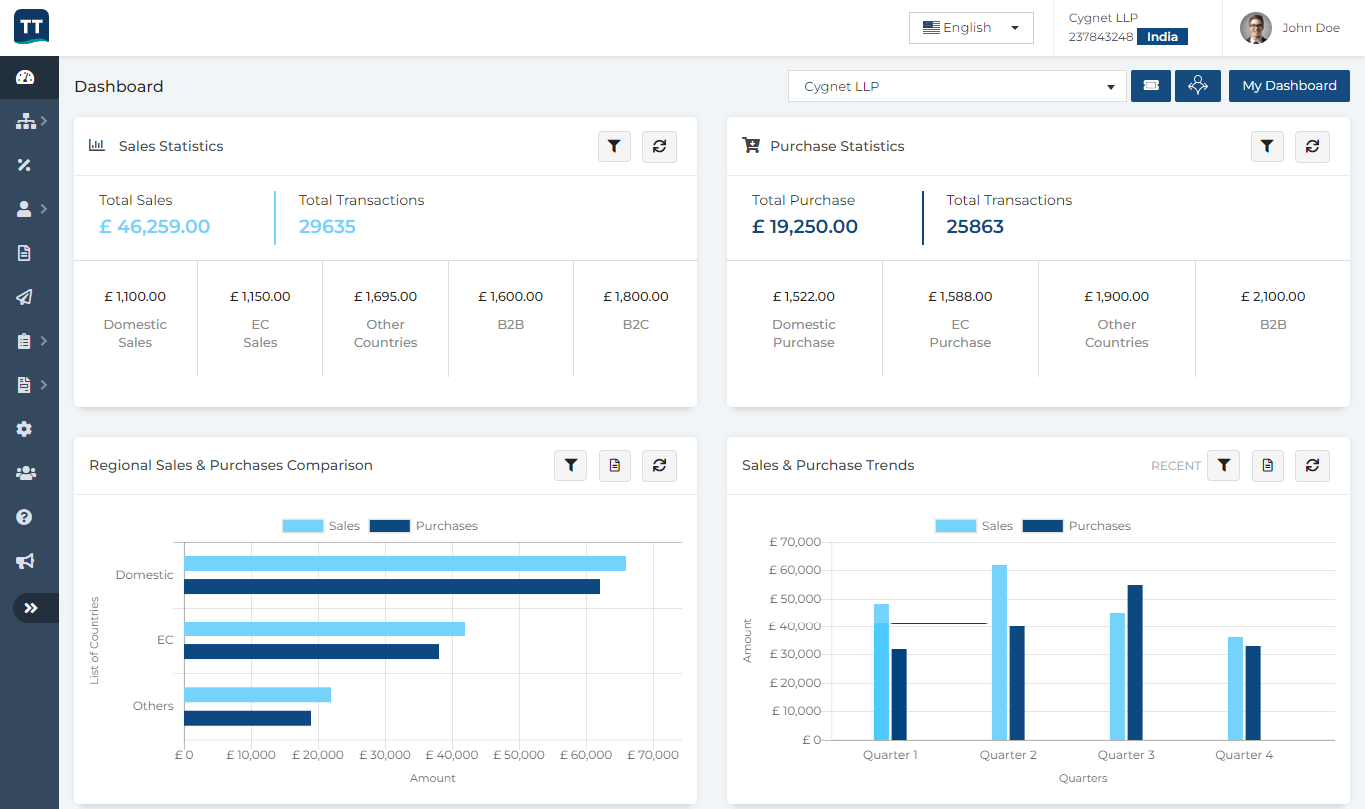 TT
English
Cygnet LLP
237843248 India
John Doe
Dashboard
Cygnet LLP
My Dashboard
Sales Statistics
Total Sales
£ 46,259.00
Total Transactions
29635
£ 1,100.00
Domestic
Sales
£ 1,150.00
EC
Sales
£ 1,695.00
Other
Countries
£ 1,600.00
B2B
£ 1,800.00
B2C
Purchase Statistics
Total Purchase
£ 19,250.00
Total Transactions
25863
£ 1,522.00
Domestic
Purchase
£ 1,588.00
EC
Purchase
£ 1,900.00
Other
Countries
£ 2,100.00
B2B
Regional Sales & Purchases Comparison
Sales
Purchases
List of Countries
Domestic
EC
Others
£ 0
£ 10,000
£ 20,000
£ 30,000
£ 40,000
£ 50,000
£ 60,000
£ 70,000
Amount
Sales & Purchase Trends
RECENT
Sales
Purchases
Amount
£ 70,000
£ 60,000
£ 50,000
£ 40,000
£ 30,000
£ 20,000
£ 10,000
£ 0
Quarter 1
Quarter 2
Quarter 3
Quarter 4
Quarters